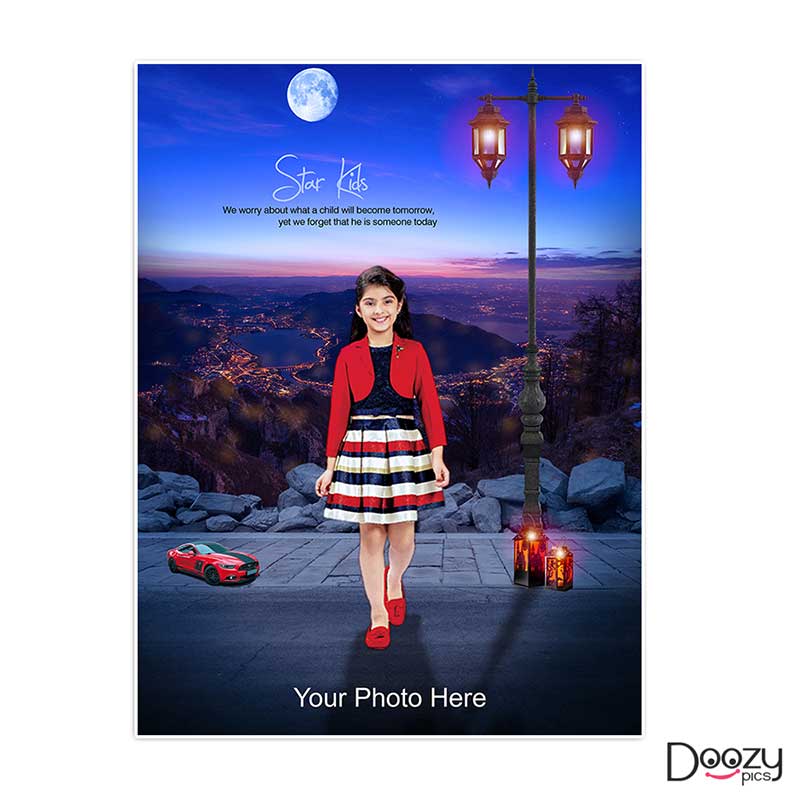 Star Kids
We worry about what a child will become tomorrow,
yet we forget that he is someone today
Your Photo Here
Doozy
pics